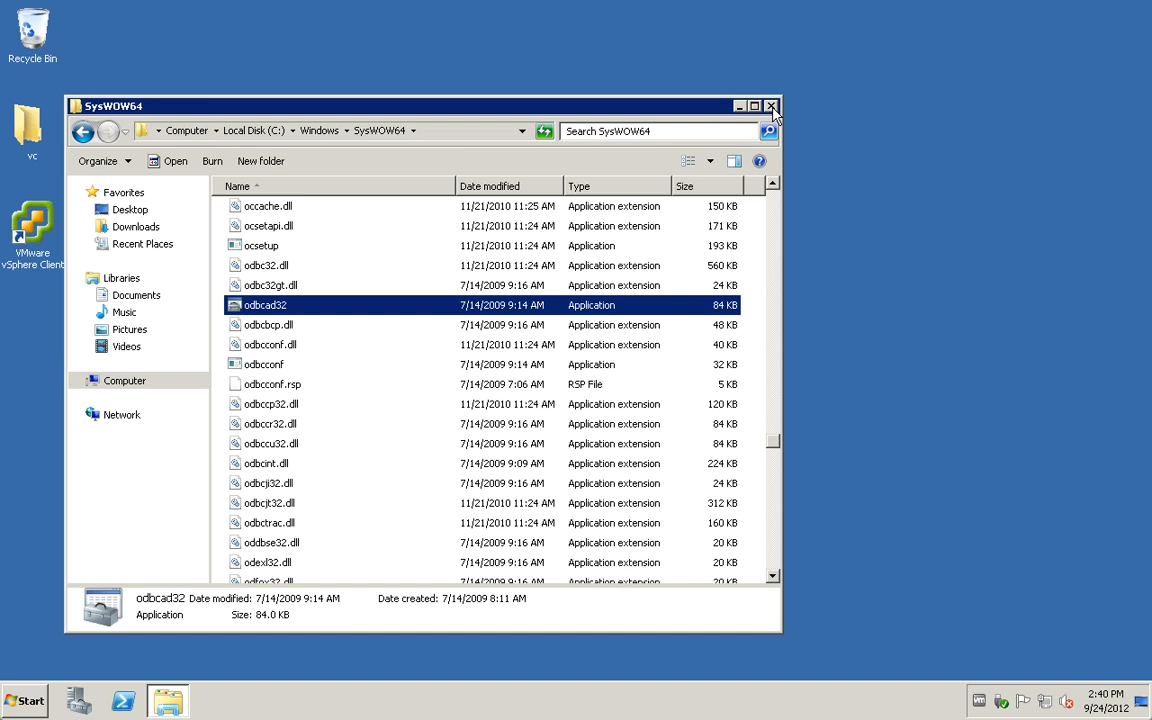 Recycle Bin
vc
VMware
vSphere Client
SysWOW64
Computer Local Disk (C:) Windows SysWOW64
Search SysWOW64
Organize Open Burn New folder
Favorites
Desktop
Downloads
Recent Places
Libraries
Documents
Music
Pictures
Videos
Computer
Network
Name Date modified Type Size
occache.dll 11/21/2010 11:25 AM Application extension 150 KB
ocsetapi.dll 11/21/2010 11:24 AM Application extension 171 KB
ocsetup 11/21/2010 11:24 AM Application 193 KB
odbc32.dll 11/21/2010 11:24 AM Application extension 560 KB
odbc32gt.dll 7/14/2009 9:16 AM Application extension 24 KB
odbcad32 7/14/2009 9:14 AM Application 84 KB
odbcbcp.dll 7/14/2009 9:16 AM Application extension 48 KB
odbcconf.dll 11/21/2010 11:24 AM Application extension 40 KB
odbcconf 7/14/2009 9:14 AM Application 32 KB
odbcconf.rsp 7/14/2009 7:06 AM RSP File 5 KB
odbccp32.dll 11/21/2010 11:24 AM Application extension 120 KB
odbccr32.dll 7/14/2009 9:16 AM Application extension 84 KB
odbccu32.dll 7/14/2009 9:16 AM Application extension 84 KB
odbcint.dll 7/14/2009 9:09 AM Application extension 224 KB
odbcji32.dll 7/14/2009 9:16 AM Application extension 24 KB
odbcjt32.dll 11/21/2010 11:24 AM Application extension 312 KB
odbctrac.dll 11/21/2010 11:24 AM Application extension 160 KB
oddbse32.dll 7/14/2009 9:16 AM Application extension 20 KB
odexl32.dll 7/14/2009 9:16 AM Application extension 20 KB
odfox32.dll 7/14/2009 9:16 AM Application extension 20 KB
odbcad32 Date modified: 7/14/2009 9:14 AM Date created: 7/14/2009 8:11 AM
Application Size: 84.0 KB
Start
2:40 PM
9/24/2012